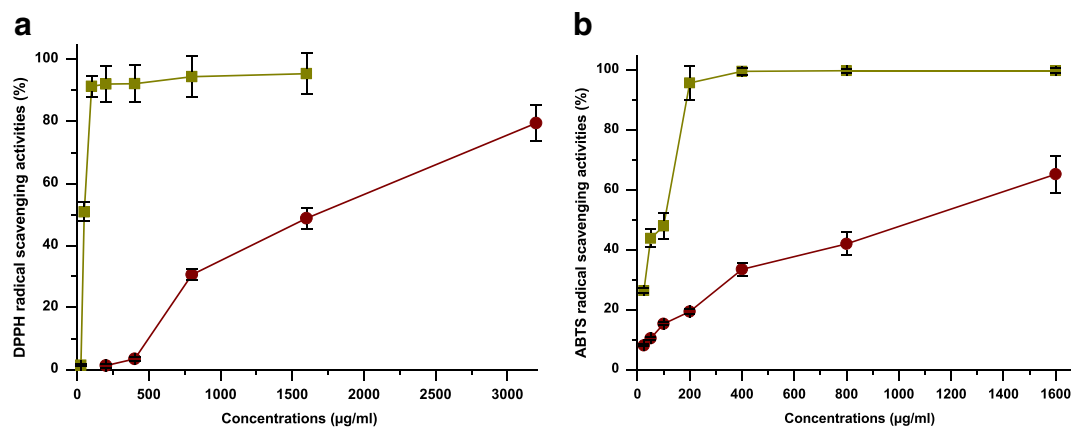 a
DPPH radical scavenging activities (%)
100
80
60
40
20
0
0 500 1000 1500 2000 2500 3000
Concentrations (µg/ml)
b
ABTS radical scavenging activities (%)
100
80
60
40
20
0
0 200 400 600 800 1000 1200 1400 1600
Concentrations (µg/ml)